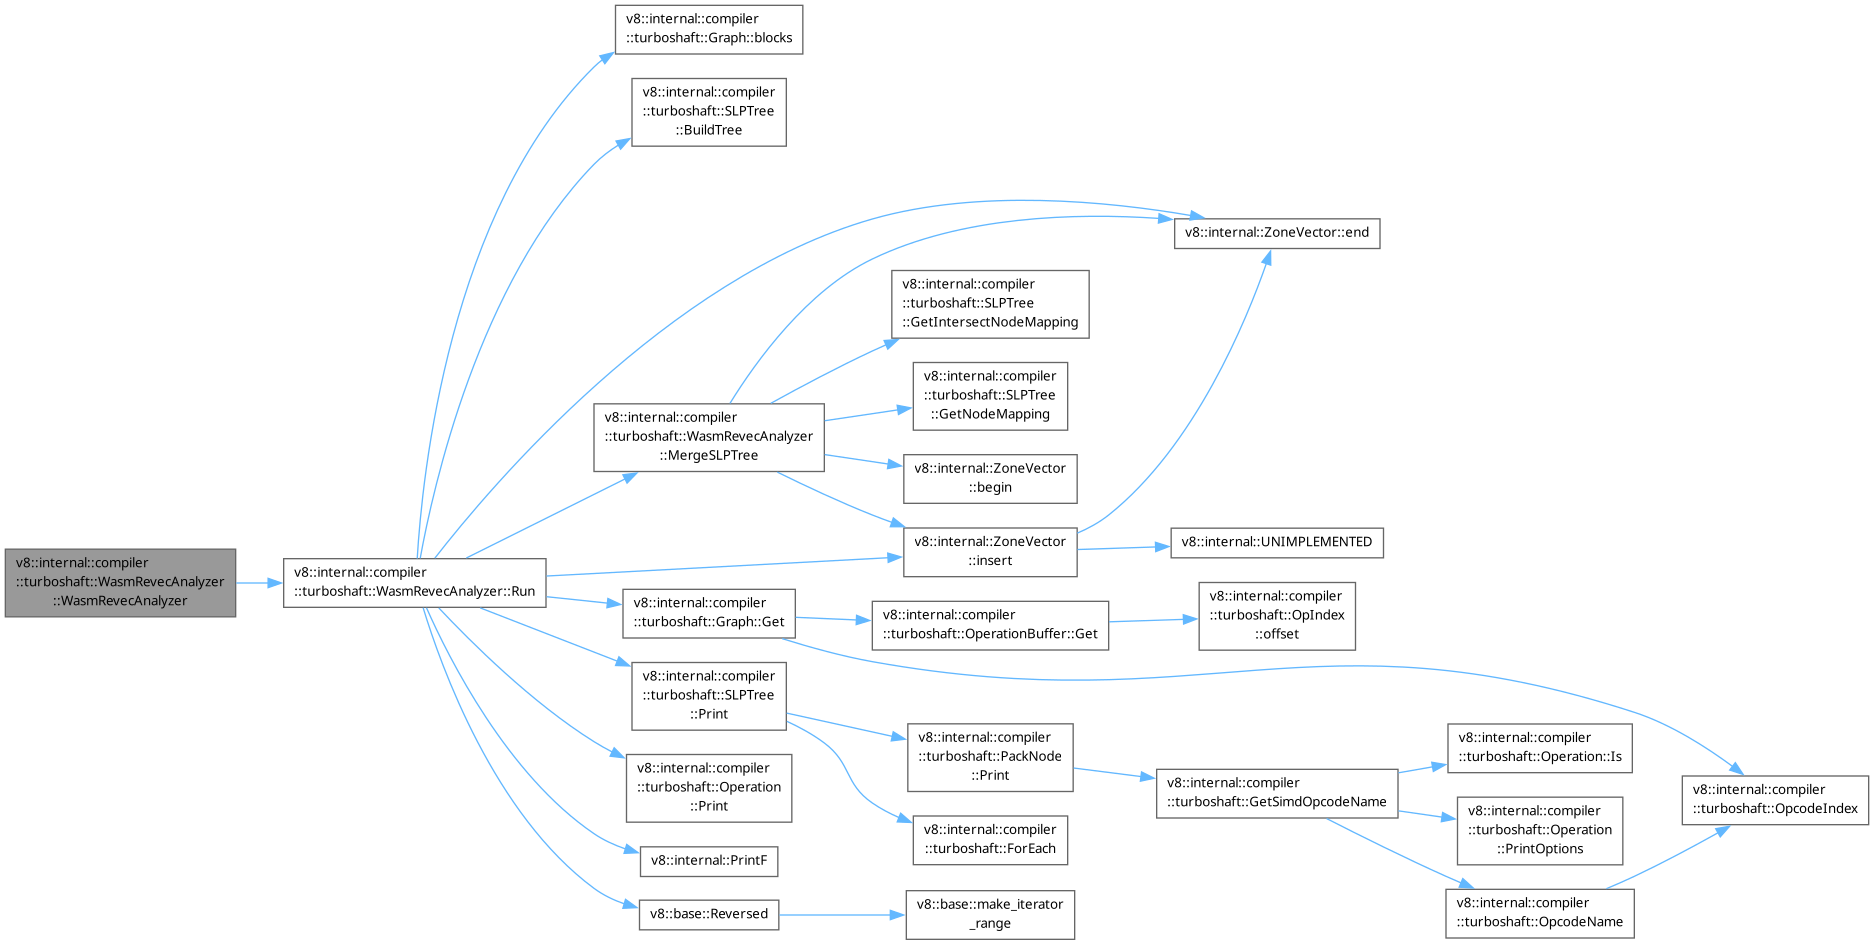 v8::internal::compiler
::turboshaft::WasmRevecAnalyzer
::WasmRevecAnalyzer
v8::internal::compiler
::turboshaft::WasmRevecAnalyzer::Run
v8::internal::compiler
::turboshaft::Graph::blocks
v8::internal::compiler
::turboshaft::SLPTree
::BuildTree
v8::internal::ZoneVector::end
v8::internal::compiler
::turboshaft::WasmRevecAnalyzer
::MergeSLPTree
v8::internal::compiler
::turboshaft::SLPTree
::GetIntersectNodeMapping
v8::internal::compiler
::turboshaft::SLPTree
::GetNodeMapping
v8::internal::ZoneVector
::begin
v8::internal::ZoneVector
::insert
v8::internal::UNIMPLEMENTED
v8::internal::compiler
::turboshaft::Graph::Get
v8::internal::compiler
::turboshaft::OperationBuffer::Get
v8::internal::compiler
::turboshaft::OpIndex
::offset
v8::internal::compiler
::turboshaft::SLPTree
::Print
v8::internal::compiler
::turboshaft::PackNode
::Print
v8::internal::compiler
::turboshaft::ForEach
v8::internal::compiler
::turboshaft::GetSimdOpcodeName
v8::internal::compiler
::turboshaft::Operation::Is
v8::internal::compiler
::turboshaft::Operation
::PrintOptions
v8::internal::compiler
::turboshaft::OpcodeName
v8::internal::compiler
::turboshaft::OpcodeIndex
v8::internal::compiler
::turboshaft::Operation
::Print
v8::internal::PrintF
v8::base::Reversed
v8::base::make_iterator
_range